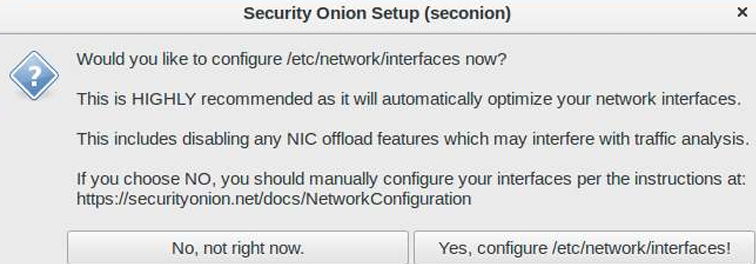 Security Onion Setup (seconion)
Would you like to configure /etc/network/interfaces now?
This is HIGHLY recommended as it will automatically optimize your network interfaces.
This includes disabling any NIC offload features which may interfere with traffic analysis.
If you choose NO, you should manually configure your interfaces per the instructions at:
https://securityonion.net/docs/NetworkConfiguration
No, not right now.
Yes, configure /etc/network/interfaces!